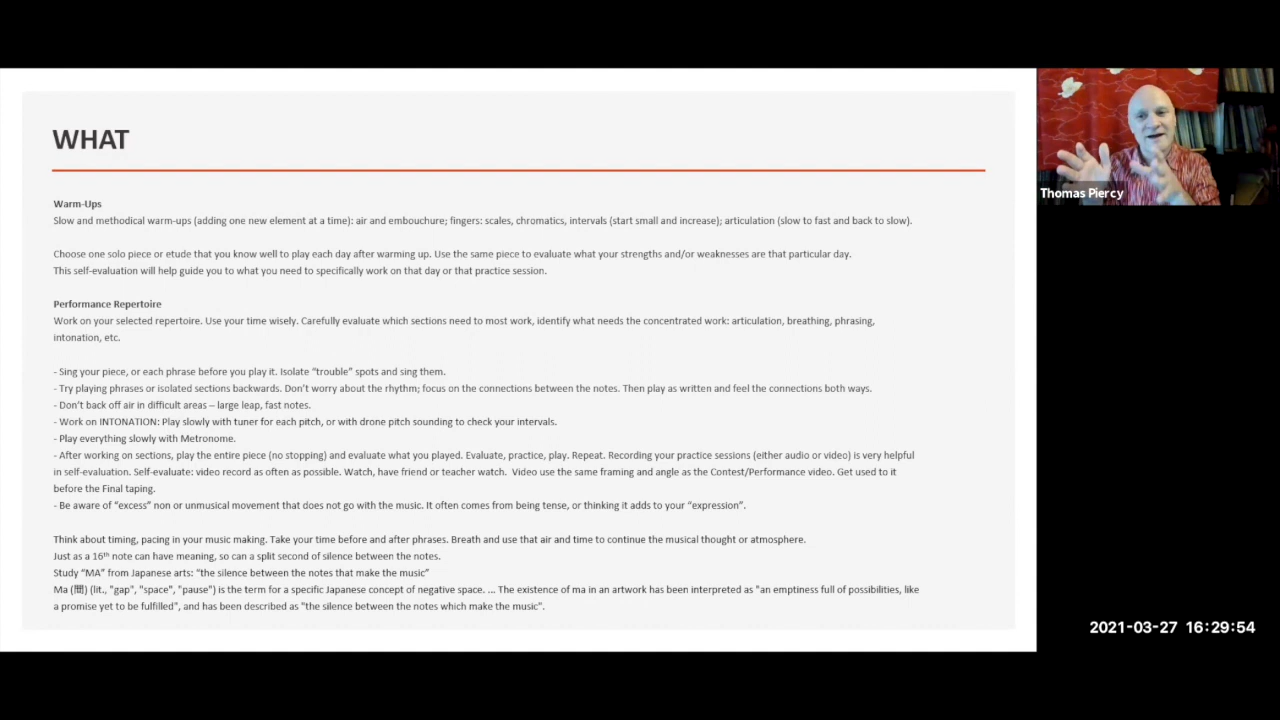 WHAT
Warm-Ups
Slow and methodical warm-ups (adding one new element at a time): air and embouchure; fingers: scales, chromatics, intervals (start small and increase); articulation (slow to fast and back to slow).
Choose one solo piece or etude that you know well to play each day after warming up. Use the same piece to evaluate what your strengths and/or weaknesses are that particular day.
This self-evaluation will help guide you to what you need to specifically work on that day or that practice session.
Performance Repertoire
Work on your selected repertoire. Use your time wisely. Carefully evaluate which sections need to most work, identify what needs the concentrated work: articulation, breathing, phrasing,
intonation, etc.
- Sing your piece, or each phrase before you play it. Isolate “trouble” spots and sing them.
- Try playing phrases or isolated sections backwards. Don’t worry about the rhythm; focus on the connections between the notes. Then play as written and feel the connections both ways.
- Don’t back off air in difficult areas – large leap, fast notes.
- Work on INTONATION: Play slowly with tuner for each pitch, or with drone pitch sounding to check your intervals.
- Play everything slowly with Metronome.
- After working on sections, play the entire piece (no stopping) and evaluate what you played. Evaluate, practice, play. Repeat. Recording your practice sessions (either audio or video) is very helpful
in self-evaluation. Self-evaluate: video record as often as possible. Watch, have friend or teacher watch.  Video use the same framing and angle as the Contest/Performance video. Get used to it
before the Final taping.
- Be aware of “excess” non or unmusical movement that does not go with the music. It often comes from being tense, or thinking it adds to your “expression”.
Think about timing, pacing in your music making. Take your time before and after phrases. Breath and use that air and time to continue the musical thought or atmosphere.
Just as a 16th note can have meaning, so can a split second of silence between the notes.
Study “MA” from Japanese arts: “the silence between the notes that make the music”
Ma (間) (lit., "gap", "space", "pause") is the term for a specific Japanese concept of negative space. ... The existence of ma in an artwork has been interpreted as "an emptiness full of possibilities, like
a promise yet to be fulfilled", and has been described as "the silence between the notes which make the music".
Thomas Piercy
2021-03-27 16:29:54